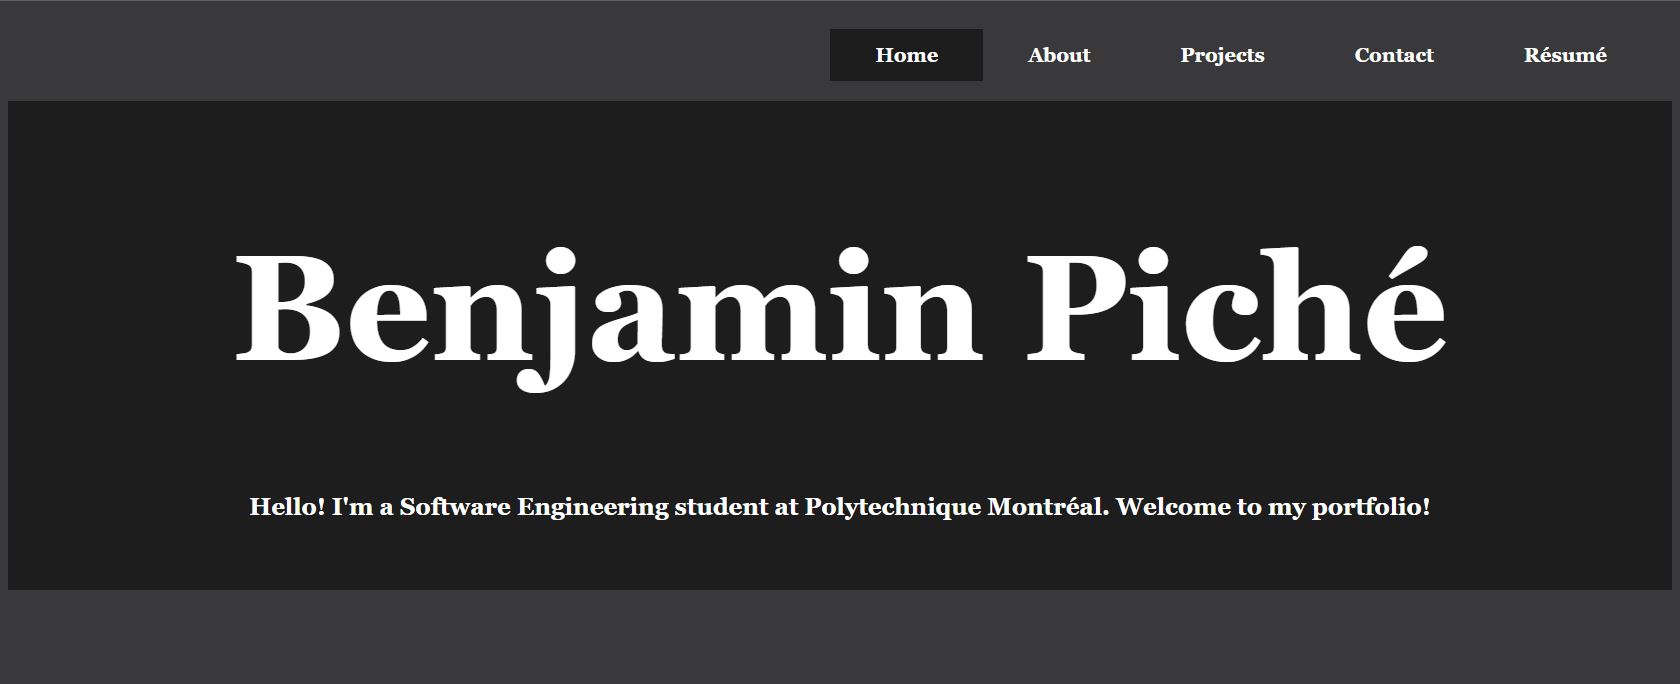 Home About Projects Contact Résumé
Benjamin Piché
Hello! I'm a Software Engineering student at Polytechnique Montréal. Welcome to my portfolio!